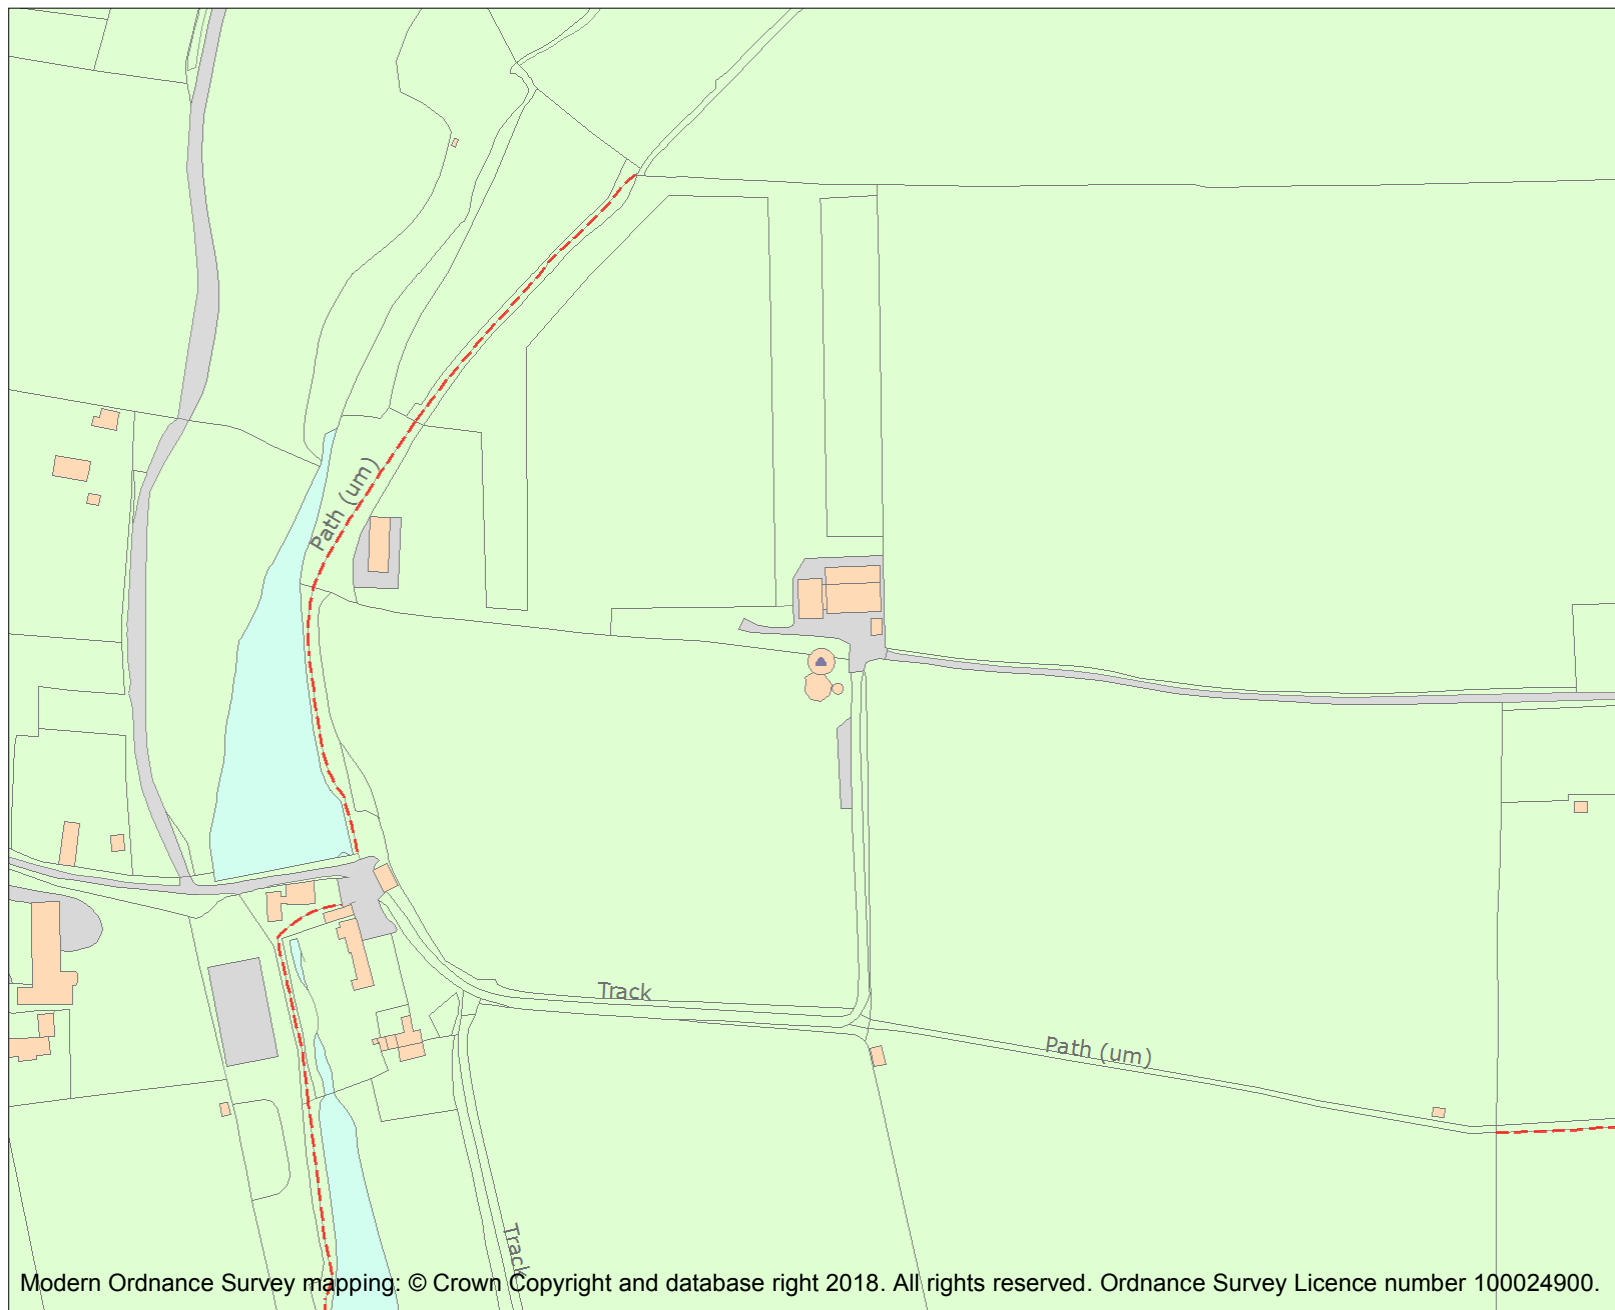 Path (um)
Track
Path (um)
Track
Modern Ordnance Survey mapping: © Crown Copyright and database right 2018. All rights reserved. Ordnance Survey Licence number 100024900.